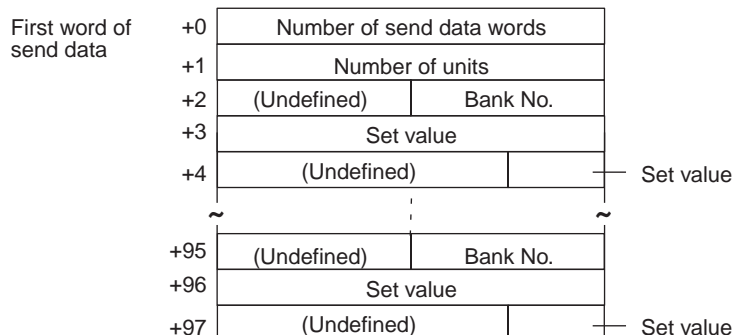 First word of
send data
+0 Number of send data words
+1 Number of units
+2 (Undefined) Bank No.
+3 Set value
+4 (Undefined) Set value
~ ~
+95 (Undefined) Bank No.
+96 Set value
+97 (Undefined) Set value